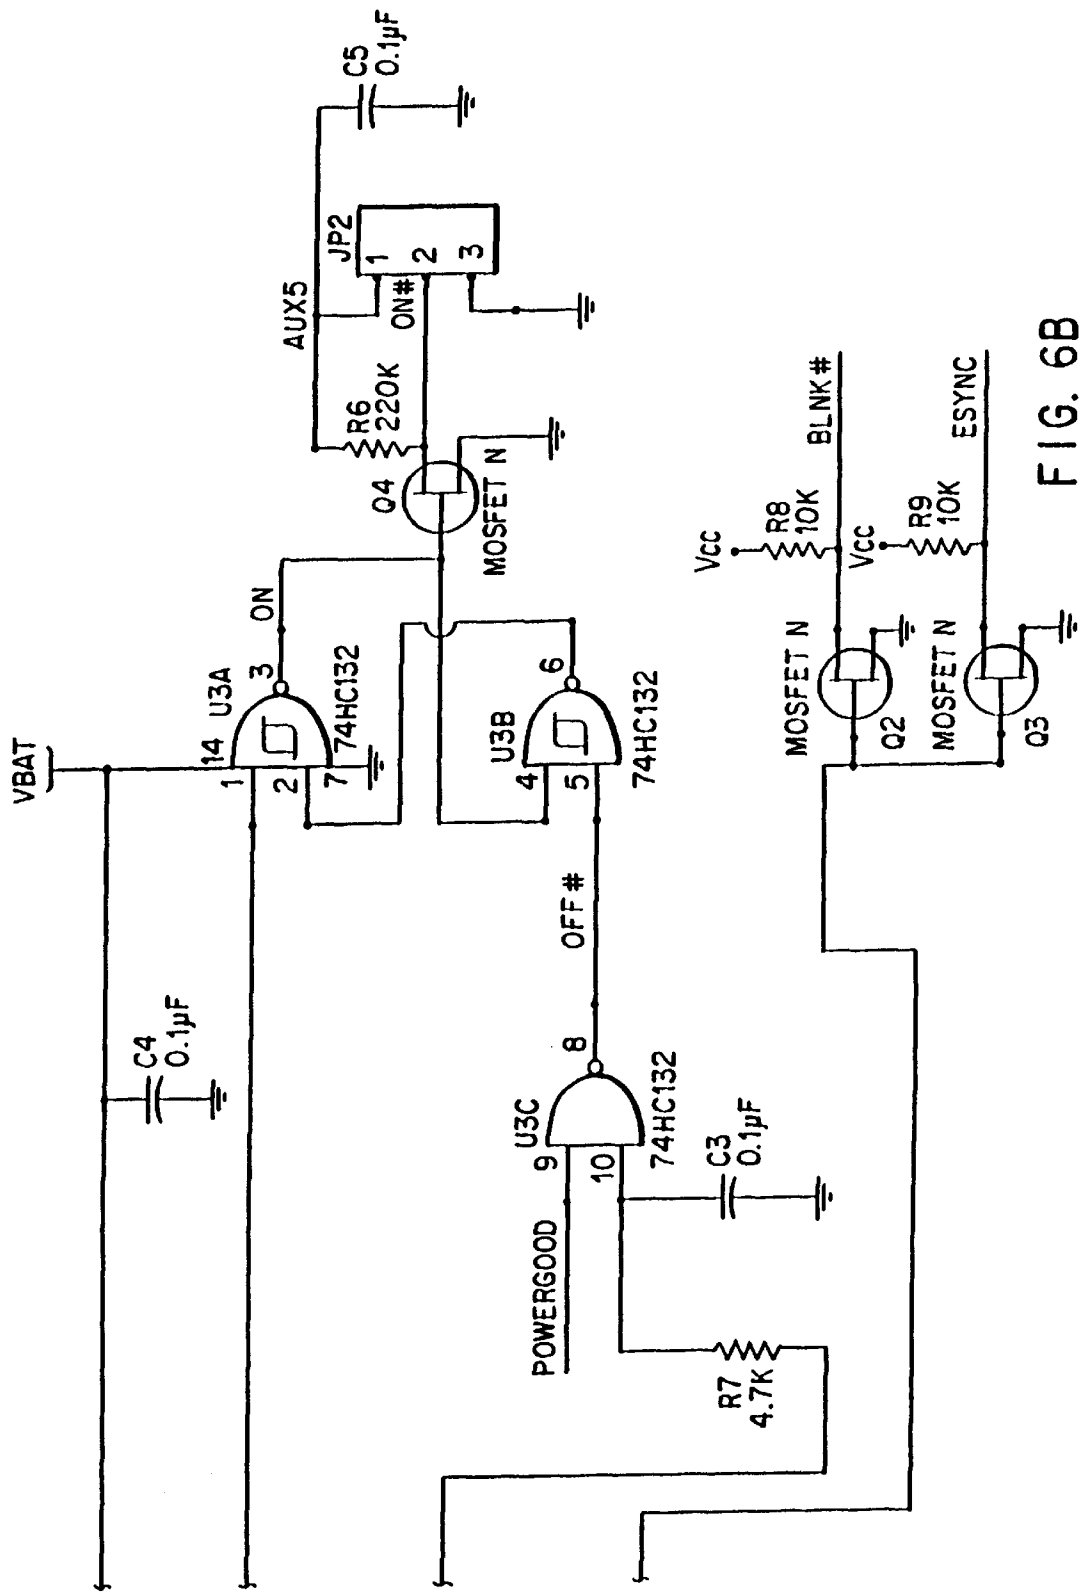 VBAT
C4
0.1µF
14
U3A
1
2
7
3
74HC132
ON
AUX5
C5
0.1µF
JP2
1
2
3
ON#
R6
220K
Q4
MOSFET N
POWERGOOD
9
10
U3C
8
74HC132
C3
0.1µF
R7
4.7K
OFF#
4
5
U3B
6
74HC132
Vcc
R8
10K
BLNK#
MOSFET N
Q2
Vcc
R9
10K
ESYNC
MOSFET N
Q3
FIG. 6B